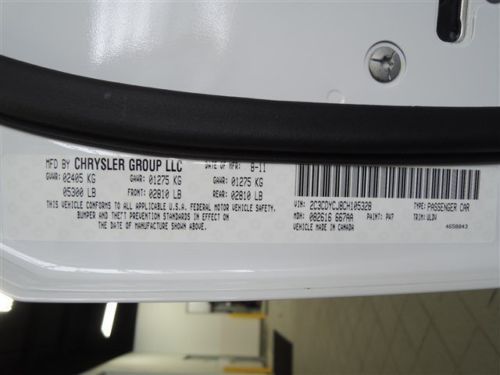 MFD BY CHRYSLER GROUP LLC DATE OF MFR: 8-11
GVWR: 02405 KG GAWR: 01275 KG GAWR: 01275 KG
05300 LB FRONT: 02810 LB REAR: 02810 LB
THIS VEHICLE CONFORMS TO ALL APPLICABLE U.S.A. FEDERAL MOTOR VEHICLE SAFETY,
BUMPER AND THEFT PREVENTION STANDARDS IN EFFECT ON
THE DATE OF MANUFACTURE SHOWN ABOVE.
VIN: 2C3CDYCJ8CH105328 TYPE: PASSENGER CAR
MDH: 082616 667AA PAINT: PW7 TRIM: VLDV
VEHICLE MADE IN CANADA 4658843